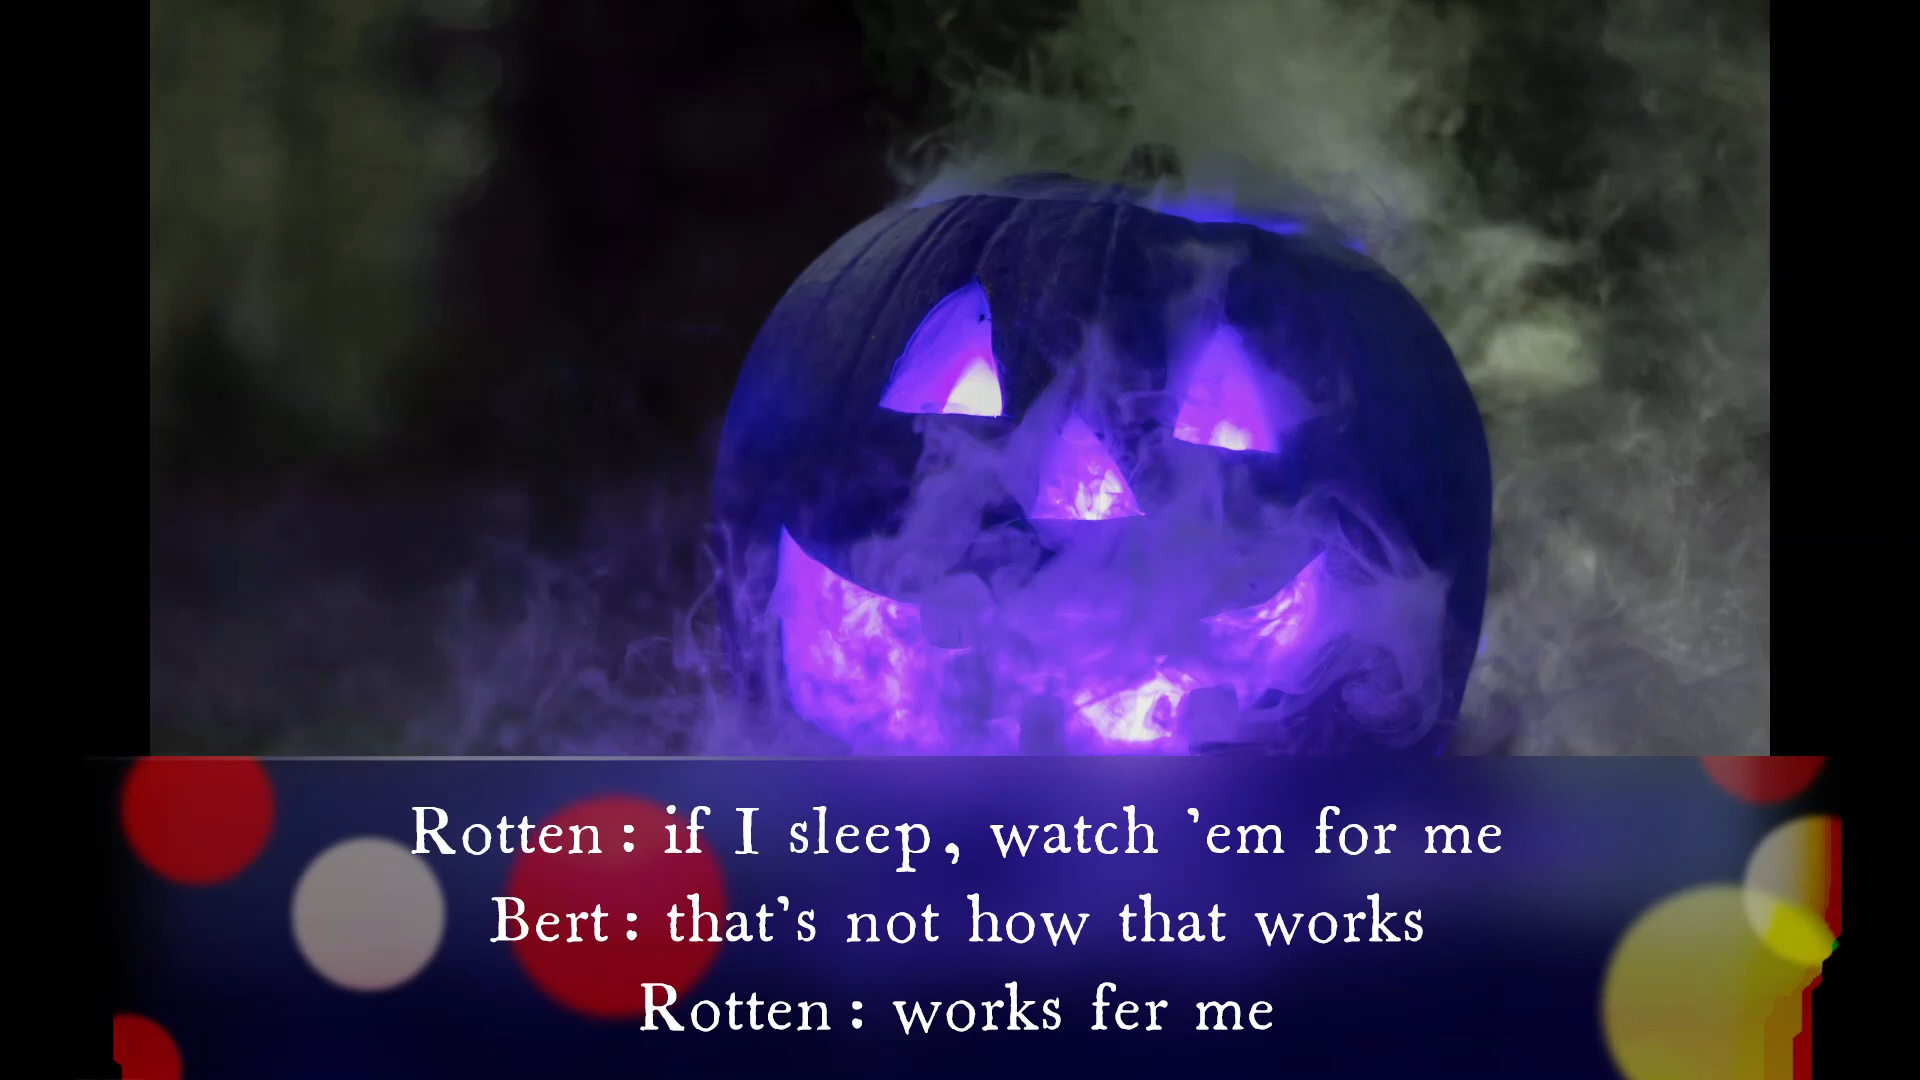 Rotten: if I sleep, watch 'em for me
Bert: that's not how that works
Rotten: works fer me